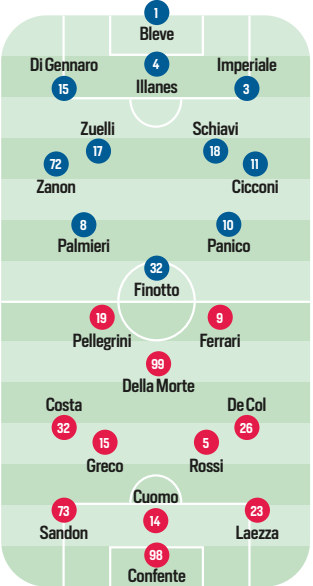 1
Bleve
Di Gennaro
4
Imperiale
15
Illanes
3
Zuelli
Schiavi
17
18
72
11
Zanon
Cicconi
8
10
Palmieri
Panico
32
Finotto
19
9
Pellegrini
Ferrari
99
Della Morte
Costa
De Col
32
26
15
5
Greco
Rossi
Cuomo
73
14
23
Sandon
Laezza
98
Confente